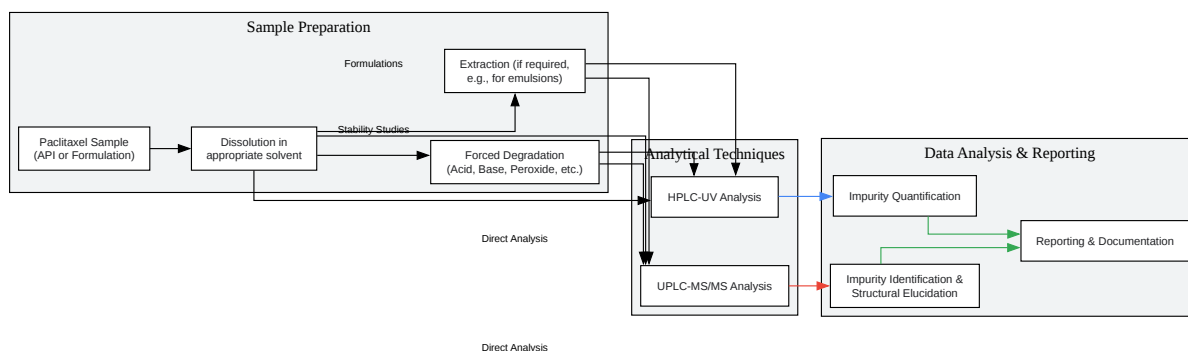 Sample Preparation
Formulations
Extraction (if required,
e.g., for emulsions)
Stability Studies
Paclitaxel Sample
(API or Formulation)
Dissolution in
appropriate solvent
Forced Degradation
(Acid, Base, Peroxide, etc.)
Analytical Techniques
HPLC-UV Analysis
Direct Analysis
UPLC-MS/MS Analysis
Direct Analysis
Data Analysis & Reporting
Impurity Quantification
Reporting & Documentation
Impurity Identification &
Structural Elucidation